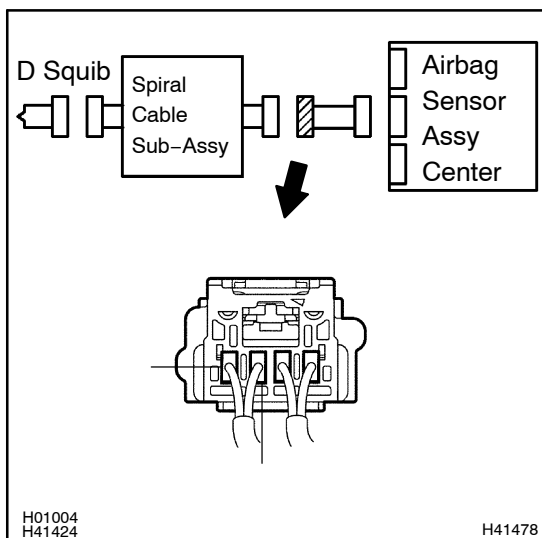 D Squib
Spiral
Cable
Sub−Assy
Airbag
Sensor
Assy
Center
H01004
H41424
H41478